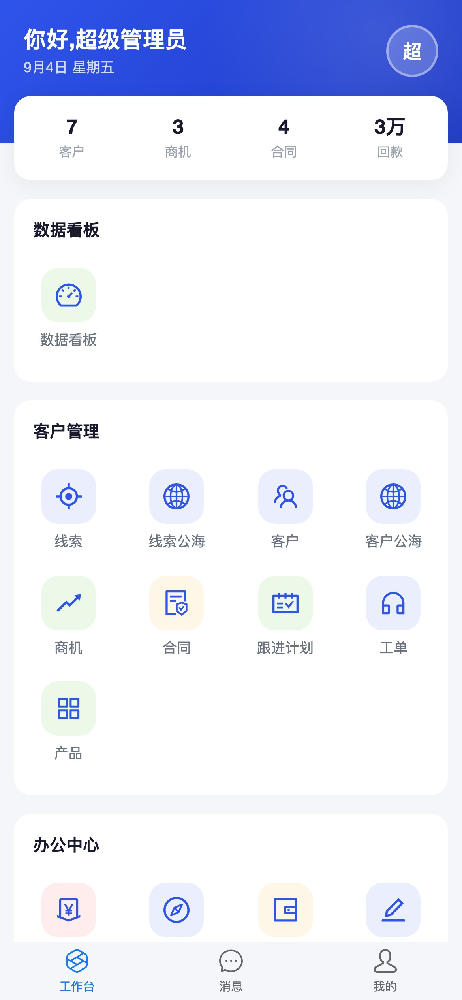 你好,超级管理员
9月4日 星期五
超
7
客户
3
商机
4
合同
3万
回款
数据看板
数据看板
客户管理
线索
线索公海
客户
客户公海
商机
合同
跟进计划
工单
产品
办公中心
工作台
消息
我的